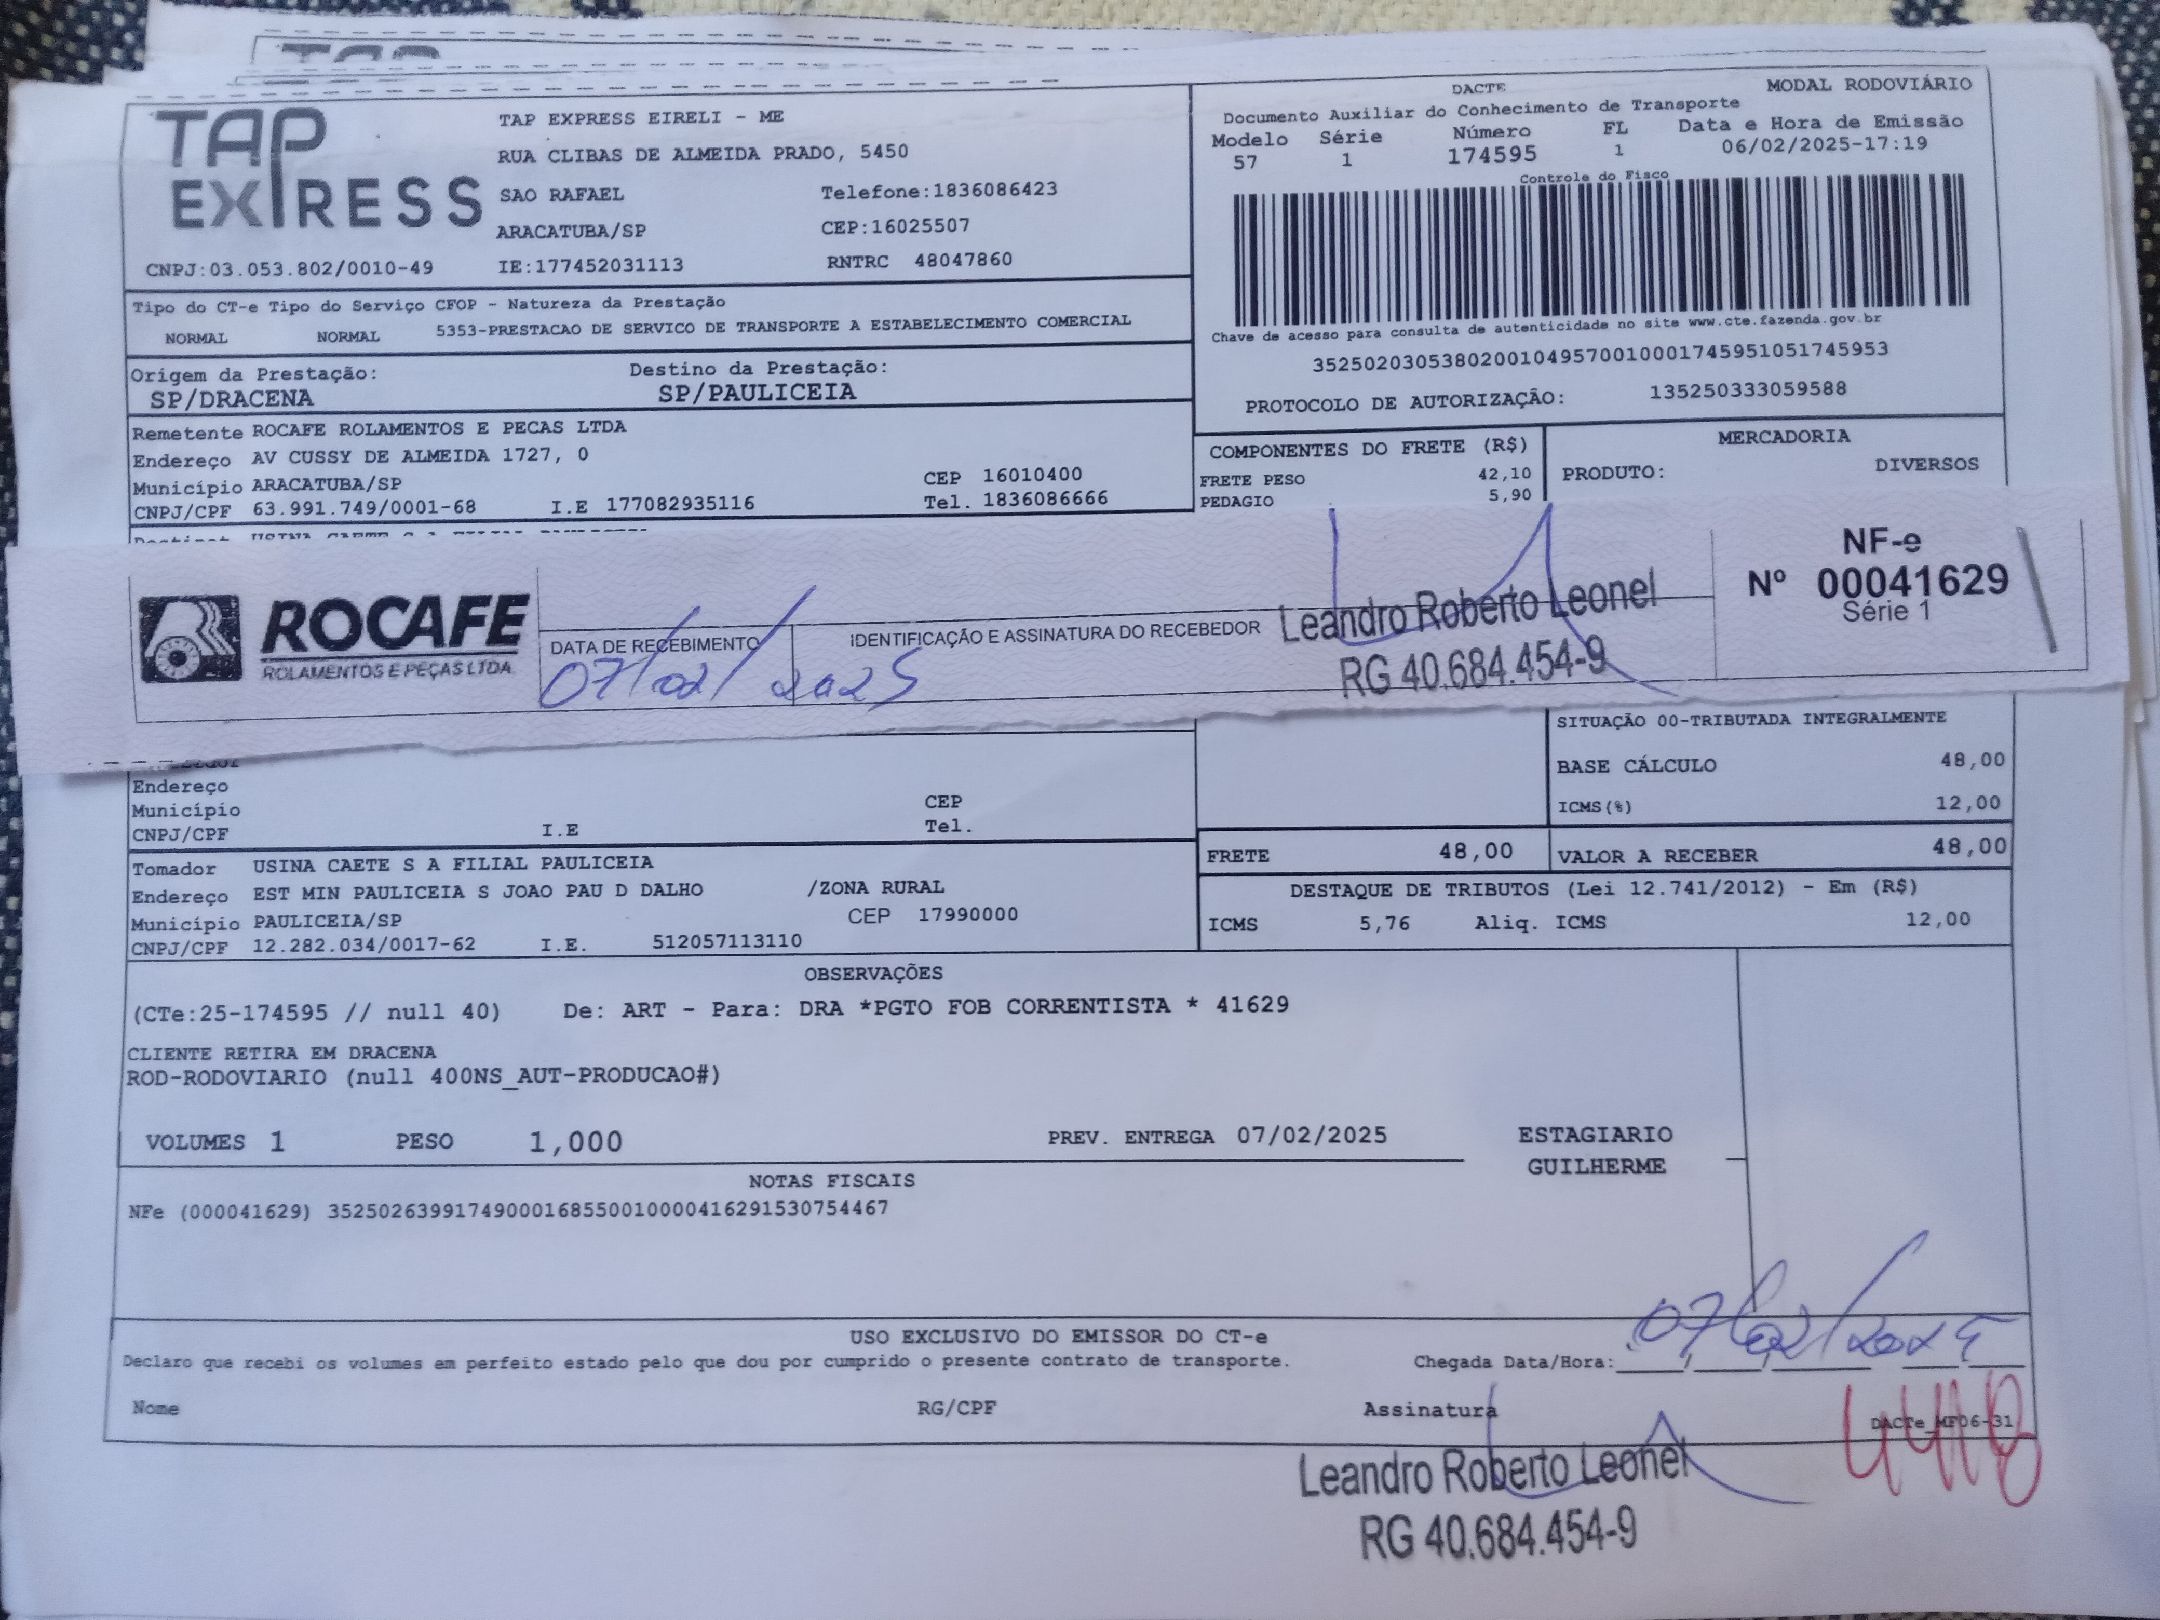 TAP EXPRESS
TAP EXPRESS EIRELI - ME
RUA CLIBAS DE ALMEIDA PRADO, 5450
SAO RAFAEL Telefone:1836086423
ARACATUBA/SP CEP:16025507
CNPJ:03.053.802/0010-49 IE:177452031113 RNTRC 48047860
DACTE MODAL RODOVIÁRIO
Documento Auxiliar do Conhecimento de Transporte
Modelo Série Número FL Data e Hora de Emissão
57 1 174595 1 06/02/2025-17:19
Controle do Fisco
Chave de acesso para consulta de autenticidade no site www.cte.fazenda.gov.br
35250203053802001049570010001745951051745953
PROTOCOLO DE AUTORIZAÇÃO: 135250333059588
Tipo do CT-e Tipo do Serviço CFOP - Natureza da Prestação
NORMAL NORMAL 5353-PRESTACAO DE SERVICO DE TRANSPORTE A ESTABELECIMENTO COMERCIAL
Origem da Prestação: Destino da Prestação:
SP/DRACENA SP/PAULICEIA
Remetente ROCAFE ROLAMENTOS E PECAS LTDA
Endereço AV CUSSY DE ALMEIDA 1727, 0
Município ARACATUBA/SP CEP 16010400
CNPJ/CPF 63.991.749/0001-68 I.E 177082935116 Tel. 1836086666
COMPONENTES DO FRETE (R$)
FRETE PESO 42,10
PEDAGIO 5,90
MERCADORIA
PRODUTO: DIVERSOS
ROCAFE
ROLAMENTOS E PEÇAS LTDA.
DATA DE RECEBIMENTO
07/02/2025
IDENTIFICAÇÃO E ASSINATURA DO RECEBEDOR
Leandro Roberto Leonel
RG 40.684.454-9
NF-e
Nº 00041629
Série 1
SITUAÇÃO 00-TRIBUTADA INTEGRALMENTE
BASE CÁLCULO 48,00
ICMS(%) 12,00
Endereço
Município CEP
CNPJ/CPF I.E Tel.
FRETE 48,00 VALOR A RECEBER 48,00
Tomador USINA CAETE S A FILIAL PAULICEIA
Endereço EST MIN PAULICEIA S JOAO PAU D DALHO /ZONA RURAL
Município PAULICEIA/SP CEP 17990000
CNPJ/CPF 12.282.034/0017-62 I.E. 512057113110
DESTAQUE DE TRIBUTOS (Lei 12.741/2012) - Em (R$)
ICMS 5,76 Aliq. ICMS 12,00
OBSERVAÇÕES
(CTe:25-174595 // null 40) De: ART - Para: DRA *PGTO FOB CORRENTISTA * 41629
CLIENTE RETIRA EM DRACENA
ROD-RODOVIARIO (null 400NS_AUT-PRODUCAO#)
VOLUMES 1 PESO 1,000 PREV. ENTREGA 07/02/2025 ESTAGIARIO
GUILHERME
NOTAS FISCAIS
NFe (000041629) 35250263991749000168550010000416291530754467
USO EXCLUSIVO DO EMISSOR DO CT-e
Declaro que recebi os volumes em perfeito estado pelo que dou por cumprido o presente contrato de transporte. Chegada Data/Hora: 07/02/2025
Nome RG/CPF Assinatura
DACTe_MF06-31
Leandro Roberto Leonel
RG 40.684.454-9